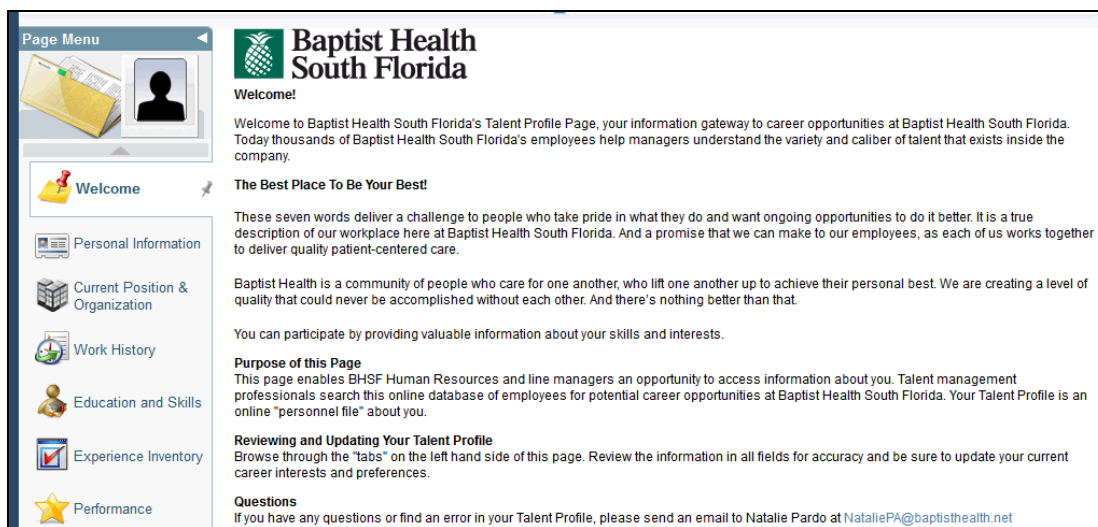 Page Menu
Welcome
Personal Information
Current Position &
Organization
Work History
Education and Skills
Experience Inventory
Performance
Baptist Health
South Florida
Welcome!
Welcome to Baptist Health South Florida's Talent Profile Page, your information gateway to career opportunities at Baptist Health South Florida.
Today thousands of Baptist Health South Florida's employees help managers understand the variety and caliber of talent that exists inside the
company.
The Best Place To Be Your Best!
These seven words deliver a challenge to people who take pride in what they do and want ongoing opportunities to do it better. It is a true
description of our workplace here at Baptist Health South Florida. And a promise that we can make to our employees, as each of us works together
to deliver quality patient-centered care.
Baptist Health is a community of people who care for one another, who lift one another up to achieve their personal best. We are creating a level of
quality that could never be accomplished without each other. And there's nothing better than that.
You can participate by providing valuable information about your skills and interests.
Purpose of this Page
This page enables BHSF Human Resources and line managers an opportunity to access information about you. Talent management
professionals search this online database of employees for potential career opportunities at Baptist Health South Florida. Your Talent Profile is an
online "personnel file" about you.
Reviewing and Updating Your Talent Profile
Browse through the "tabs" on the left hand side of this page. Review the information in all fields for accuracy and be sure to update your current
career interests and preferences.
Questions
If you have any questions or find an error in your Talent Profile, please send an email to Natalie Pardo at NataliePA@baptisthealth.net